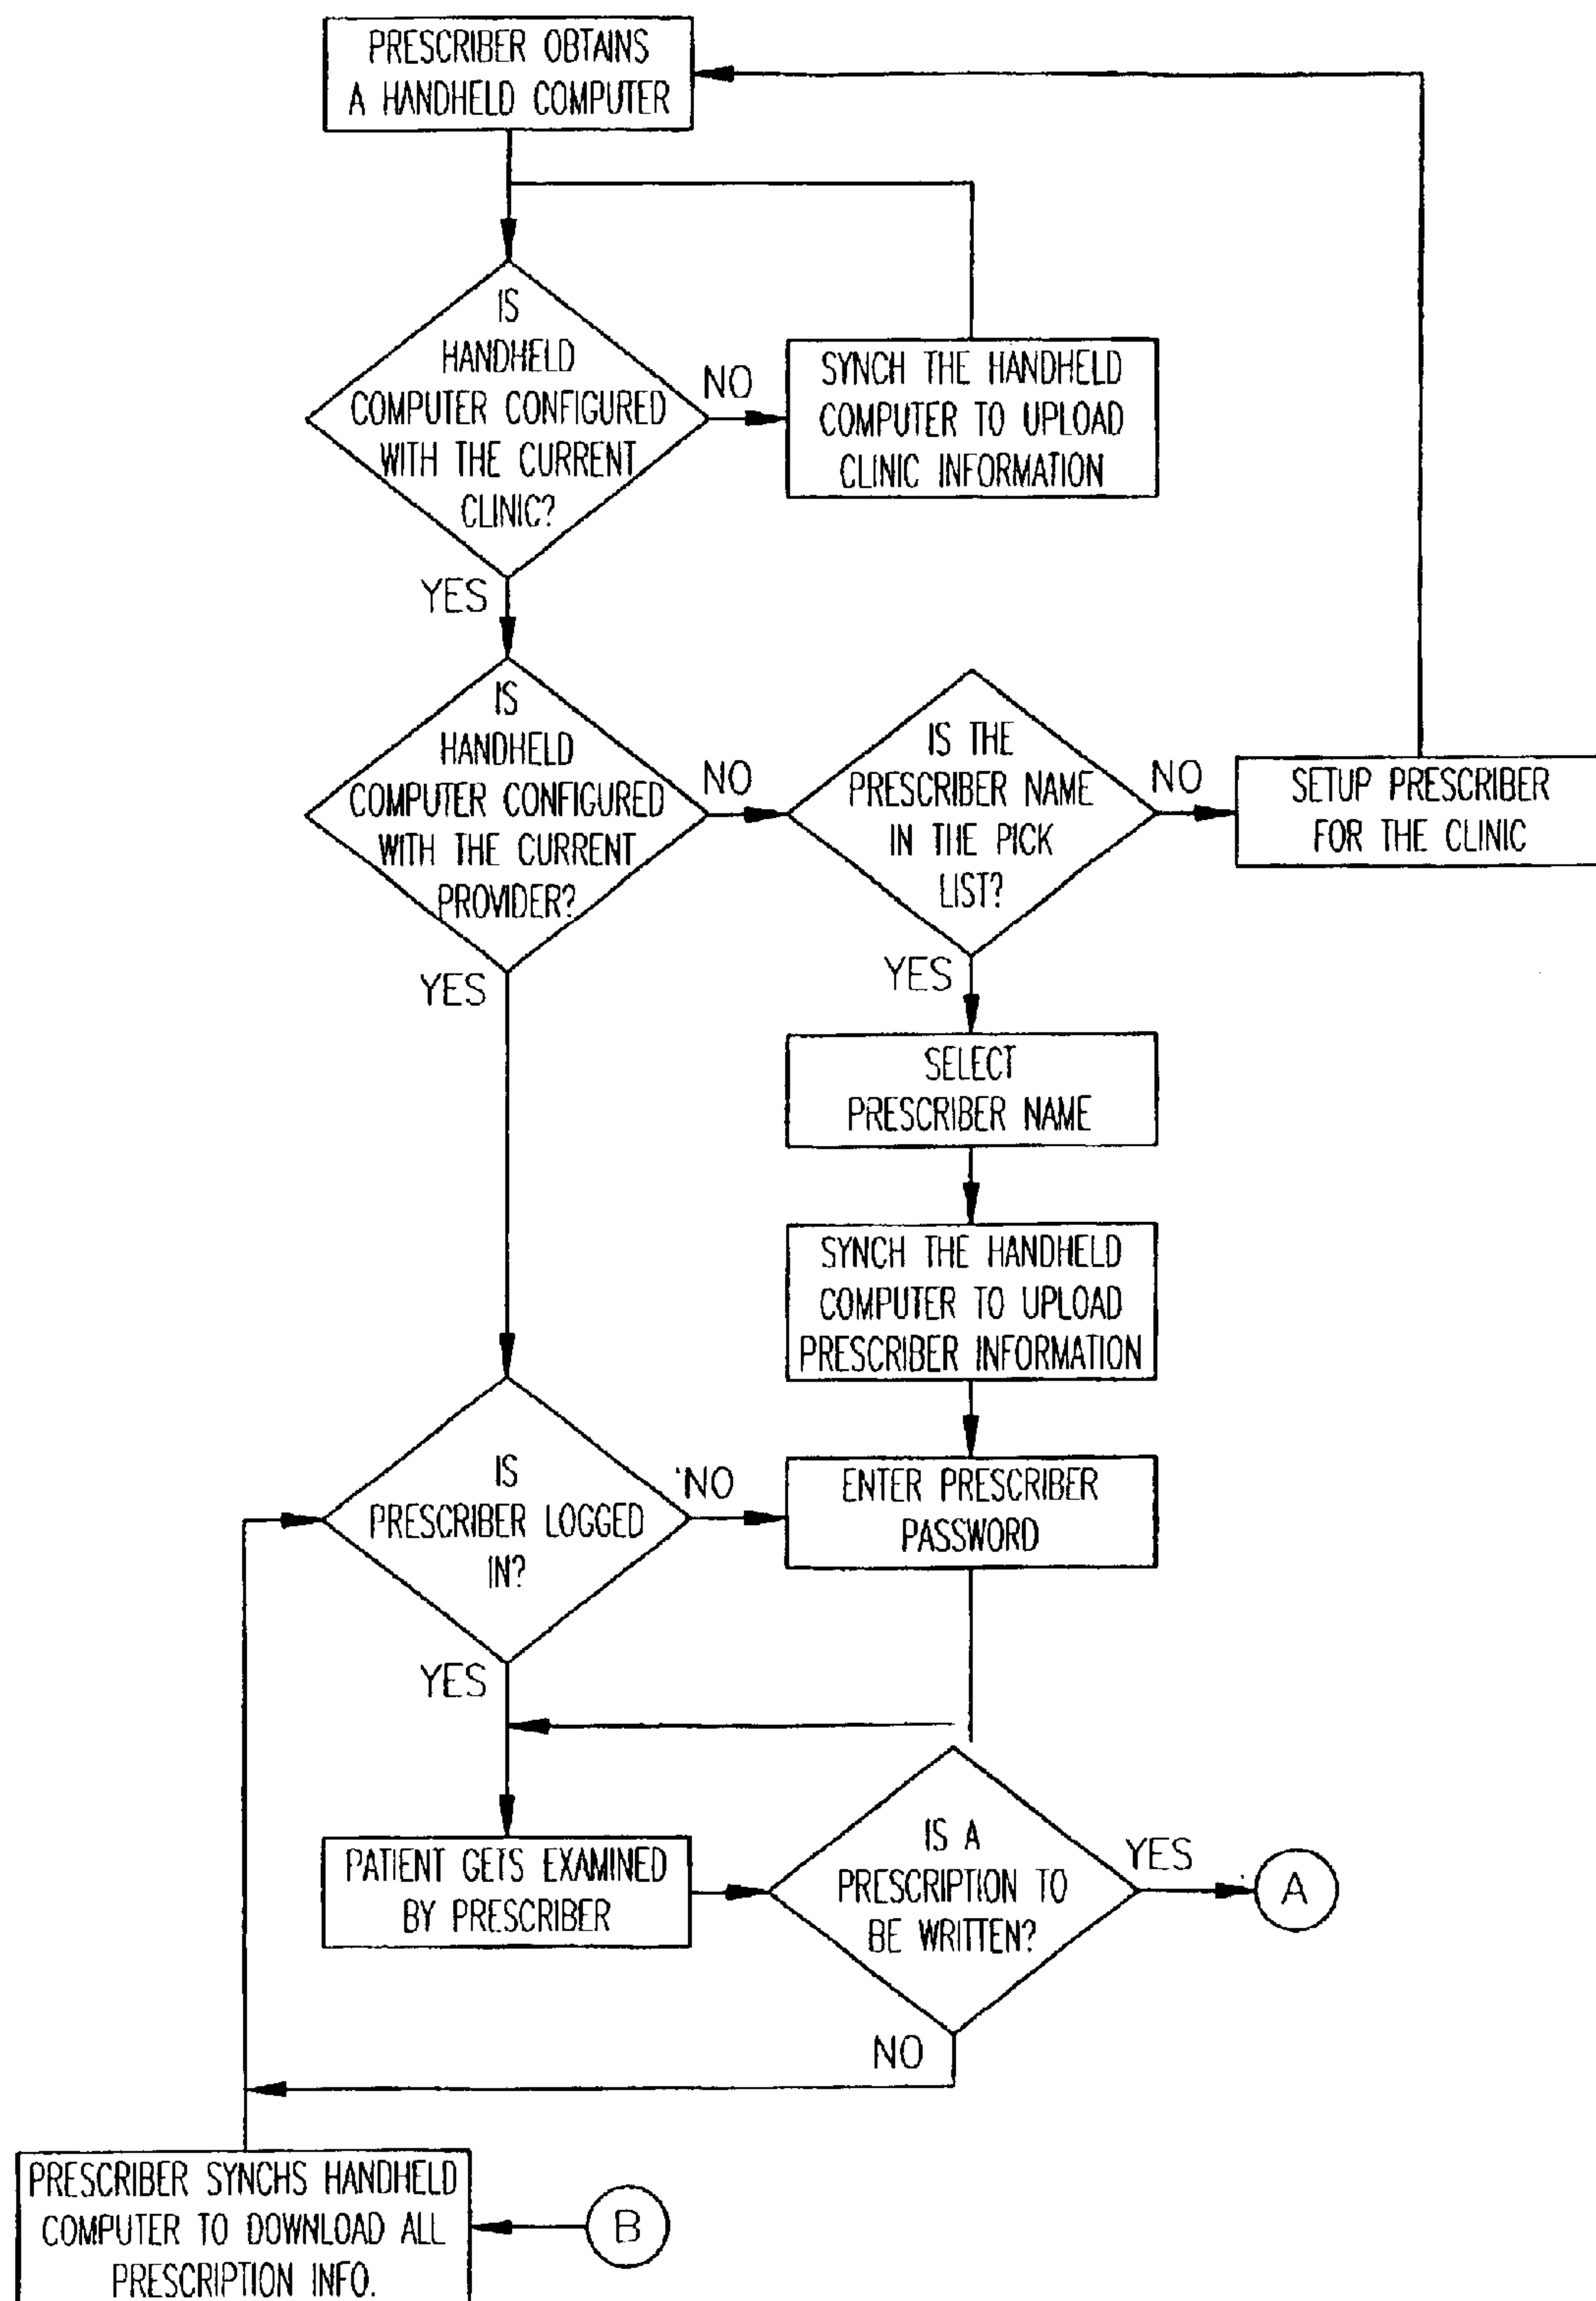 PRESCRIBER OBTAINS
A HANDHELD COMPUTER
IS
HANDHELD
COMPUTER CONFIGURED
WITH THE CURRENT
CLINIC?
NO
SYNCH THE HANDHELD
COMPUTER TO UPLOAD
CLINIC INFORMATION
YES
IS
HANDHELD
COMPUTER CONFIGURED
WITH THE CURRENT
PROVIDER?
NO
IS THE
PRESCRIBER NAME
IN THE PICK
LIST?
NO
SETUP PRESCRIBER
FOR THE CLINIC
YES
YES
SELECT
PRESCRIBER NAME
SYNCH THE HANDHELD
COMPUTER TO UPLOAD
PRESCRIBER INFORMATION
IS
PRESCRIBER LOGGED
IN?
NO
ENTER PRESCRIBER
PASSWORD
YES
PATIENT GETS EXAMINED
BY PRESCRIBER
IS A
PRESCRIPTION TO
BE WRITTEN?
YES
A
NO
PRESCRIBER SYNCHS HANDHELD
COMPUTER TO DOWNLOAD ALL
PRESCRIPTION INFO.
B